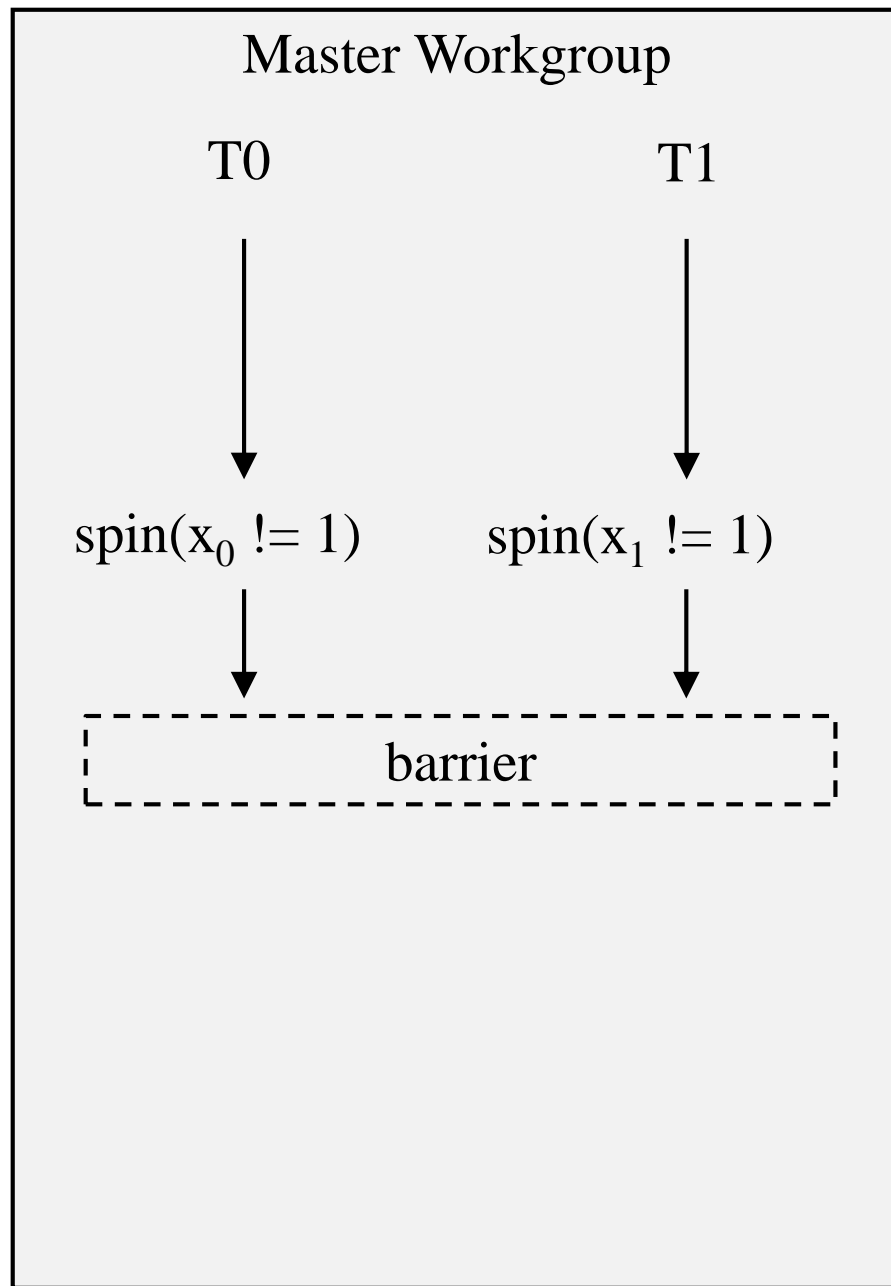 Master Workgroup
T0 T1
spin(x₀ != 1) spin(x₁ != 1)
barrier